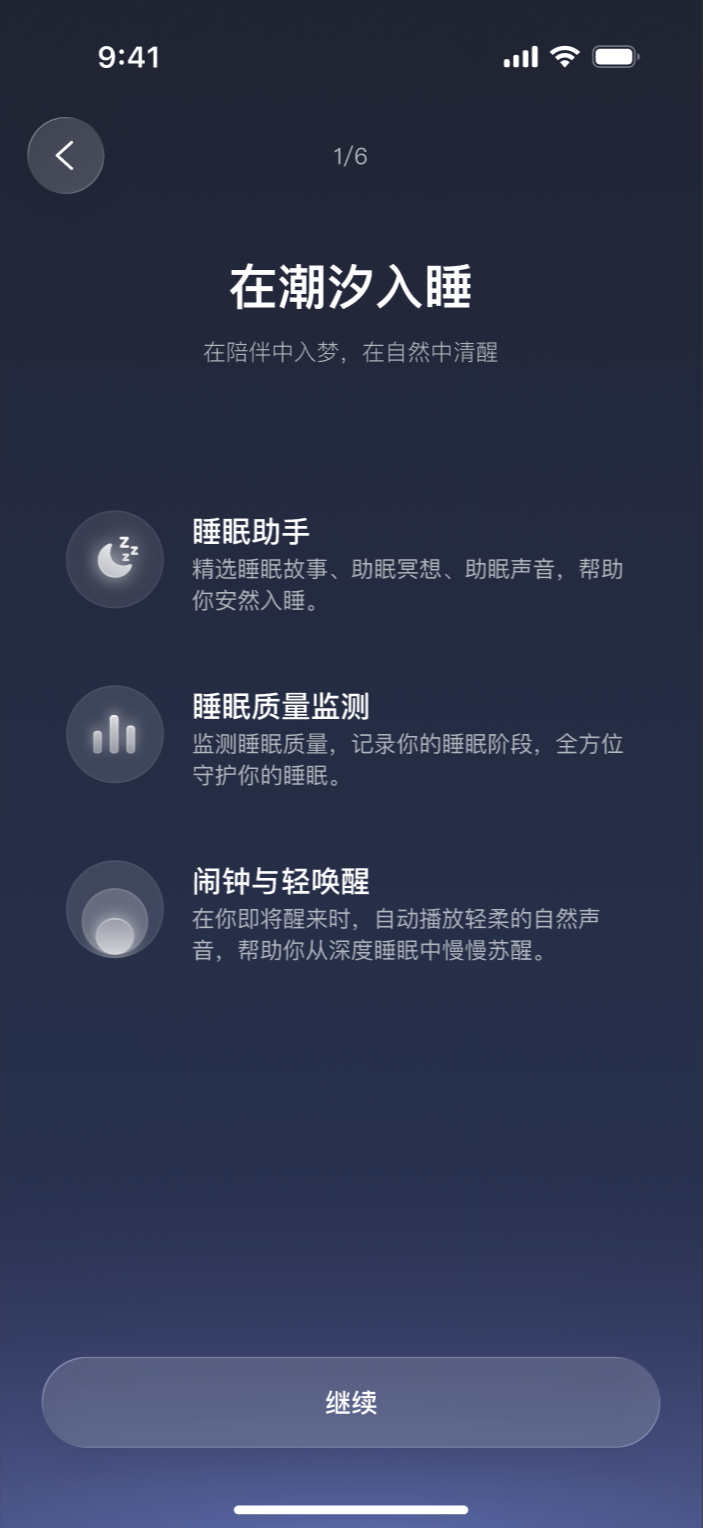 9:41
1/6
在潮汐入睡
在陪伴中入梦，在自然中清醒
睡眠助手
精选睡眠故事、助眠冥想、助眠声音，帮助
你安然入睡。
睡眠质量监测
监测睡眠质量，记录你的睡眠阶段，全方位
守护你的睡眠。
闹钟与轻唤醒
在你即将醒来时，自动播放轻柔的自然声
音，帮助你从深度睡眠中慢慢苏醒。
继续